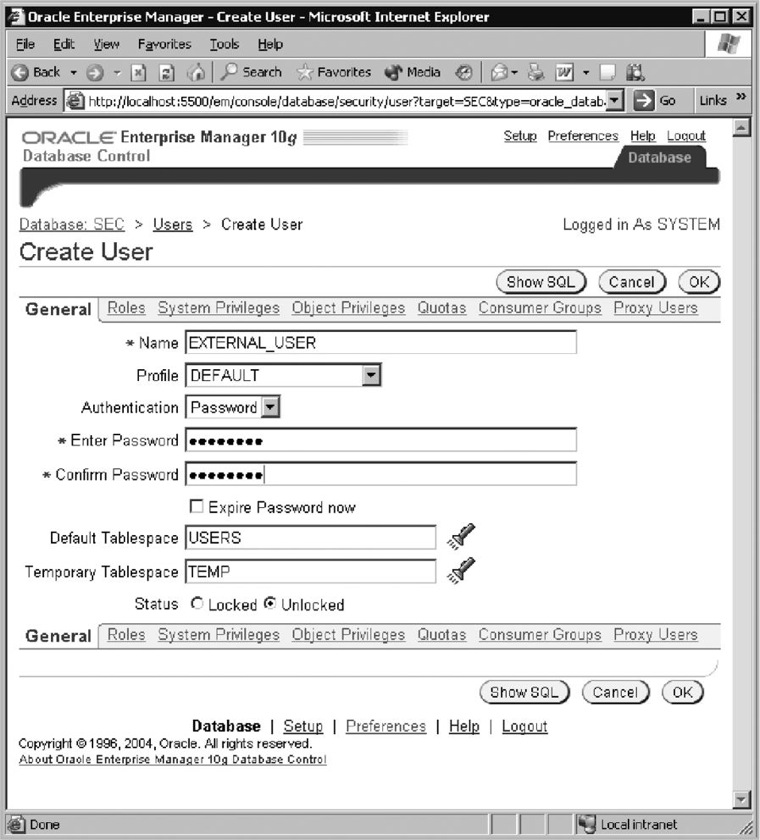 Oracle Enterprise Manager - Create User - Microsoft Internet Explorer
File Edit View Favorites Tools Help
Back Search Favorites Media
Address http://localhost:5500/em/console/database/security/user?target=SEC&type=oracle_datab. Go Links »
ORACLE Enterprise Manager 10g
Database Control
Setup Preferences Help Logout
Database
Database: SEC > Users > Create User
Logged in As SYSTEM
Create User
Show SQL Cancel OK
General Roles System Privileges Object Privileges Quotas Consumer Groups Proxy Users
* Name EXTERNAL_USER
Profile DEFAULT
Authentication Password
* Enter Password ••••••••
* Confirm Password ••••••••
Expire Password now
Default Tablespace USERS
Temporary Tablespace TEMP
Status Locked Unlocked
General Roles System Privileges Object Privileges Quotas Consumer Groups Proxy Users
Show SQL Cancel OK
Database | Setup | Preferences | Help | Logout
Copyright © 1996, 2004, Oracle. All rights reserved.
About Oracle Enterprise Manager 10g Database Control
Done Local intranet